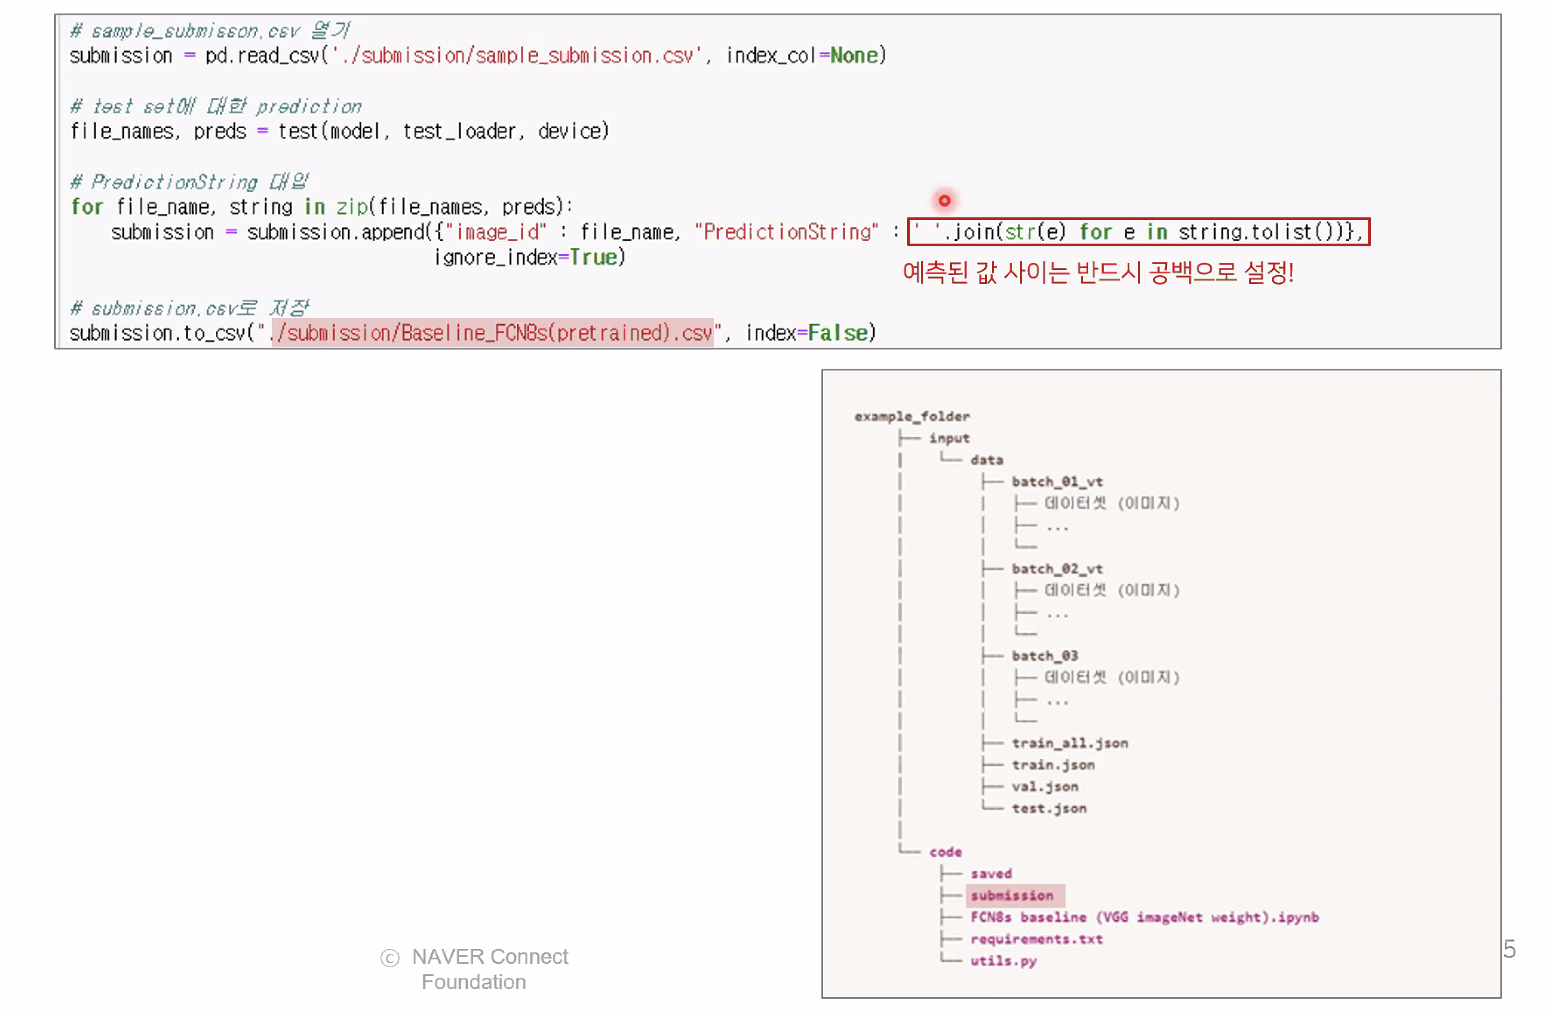 # sample_submisson.csv 열기
submission = pd.read_csv('./submission/sample_submission.csv', index_col=None)
# test set에 대한 prediction
file_names, preds = test(model, test_loader, device)
# PredictionString 대입
for file_name, string in zip(file_names, preds):
submission = submission.append({"image_id" : file_name, "PredictionString" : ' '.join(str(e) for e in string.tolist())},
ignore_index=True)
예측된 값 사이는 반드시 공백으로 설정!
# submission.csv로 저장
submission.to_csv("./submission/Baseline_FCN8s(pretrained).csv", index=False)
example_folder
├── input
│ └── data
│ ├── batch_01_vt
│ │ ├── 데이터셋 (이미지)
│ │ ├── ...
│ │ └──
│ ├── batch_02_vt
│ │ ├── 데이터셋 (이미지)
│ │ ├── ...
│ │ └──
│ ├── batch_03
│ │ ├── 데이터셋 (이미지)
│ │ ├── ...
│ │ └──
│ ├── train_all.json
│ ├── train.json
│ ├── val.json
│ └── test.json
│
└── code
├── saved
├── submission
├── FCN8s baseline (VGG imageNet weight).ipynb
├── requirements.txt
└── utils.py
ⓒ NAVER Connect
Foundation
5